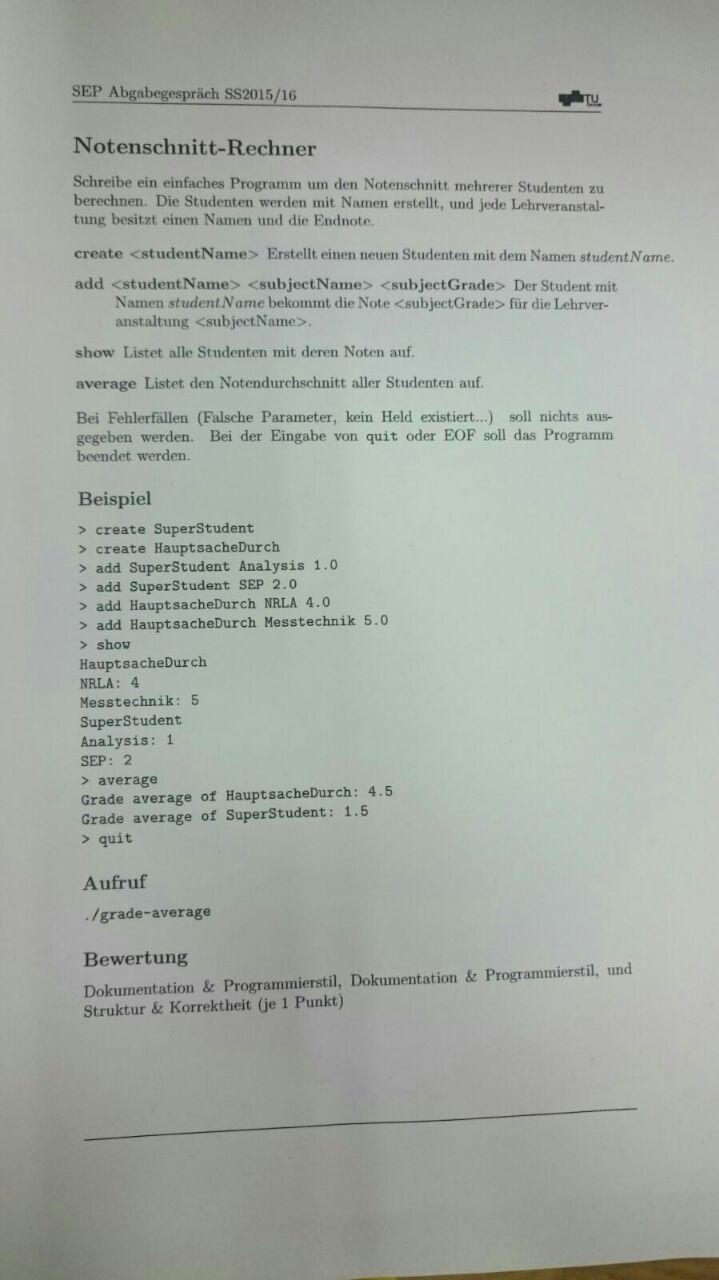 SEP Abgabegespräch SS2015/16
TU
Notenschnitt-Rechner
Schreibe ein einfaches Programm um den Notenschnitt mehrerer Studenten zu
berechnen. Die Studenten werden mit Namen erstellt, und jede Lehrveranstal-
tung besitzt einen Namen und die Endnote.
create <studentName> Erstellt einen neuen Studenten mit dem Namen studentName.
add <studentName> <subjectName> <subjectGrade> Der Student mit
Namen studentName bekommt die Note <subjectGrade> für die Lehrver-
anstaltung <subjectName>.
show Listet alle Studenten mit deren Noten auf.
average Listet den Notendurchschnitt aller Studenten auf.
Bei Fehlerfällen (Falsche Parameter, kein Held existiert...) soll nichts aus-
gegeben werden. Bei der Eingabe von quit oder EOF soll das Programm
beendet werden.
Beispiel
> create SuperStudent
> create HauptsacheDurch
> add SuperStudent Analysis 1.0
> add SuperStudent SEP 2.0
> add HauptsacheDurch NRLA 4.0
> add HauptsacheDurch Messtechnik 5.0
> show
HauptsacheDurch
NRLA: 4
Messtechnik: 5
SuperStudent
Analysis: 1
SEP: 2
> average
Grade average of HauptsacheDurch: 4.5
Grade average of SuperStudent: 1.5
> quit
Aufruf
./grade-average
Bewertung
Dokumentation & Programmierstil, Dokumentation & Programmierstil, und
Struktur & Korrektheit (je 1 Punkt)